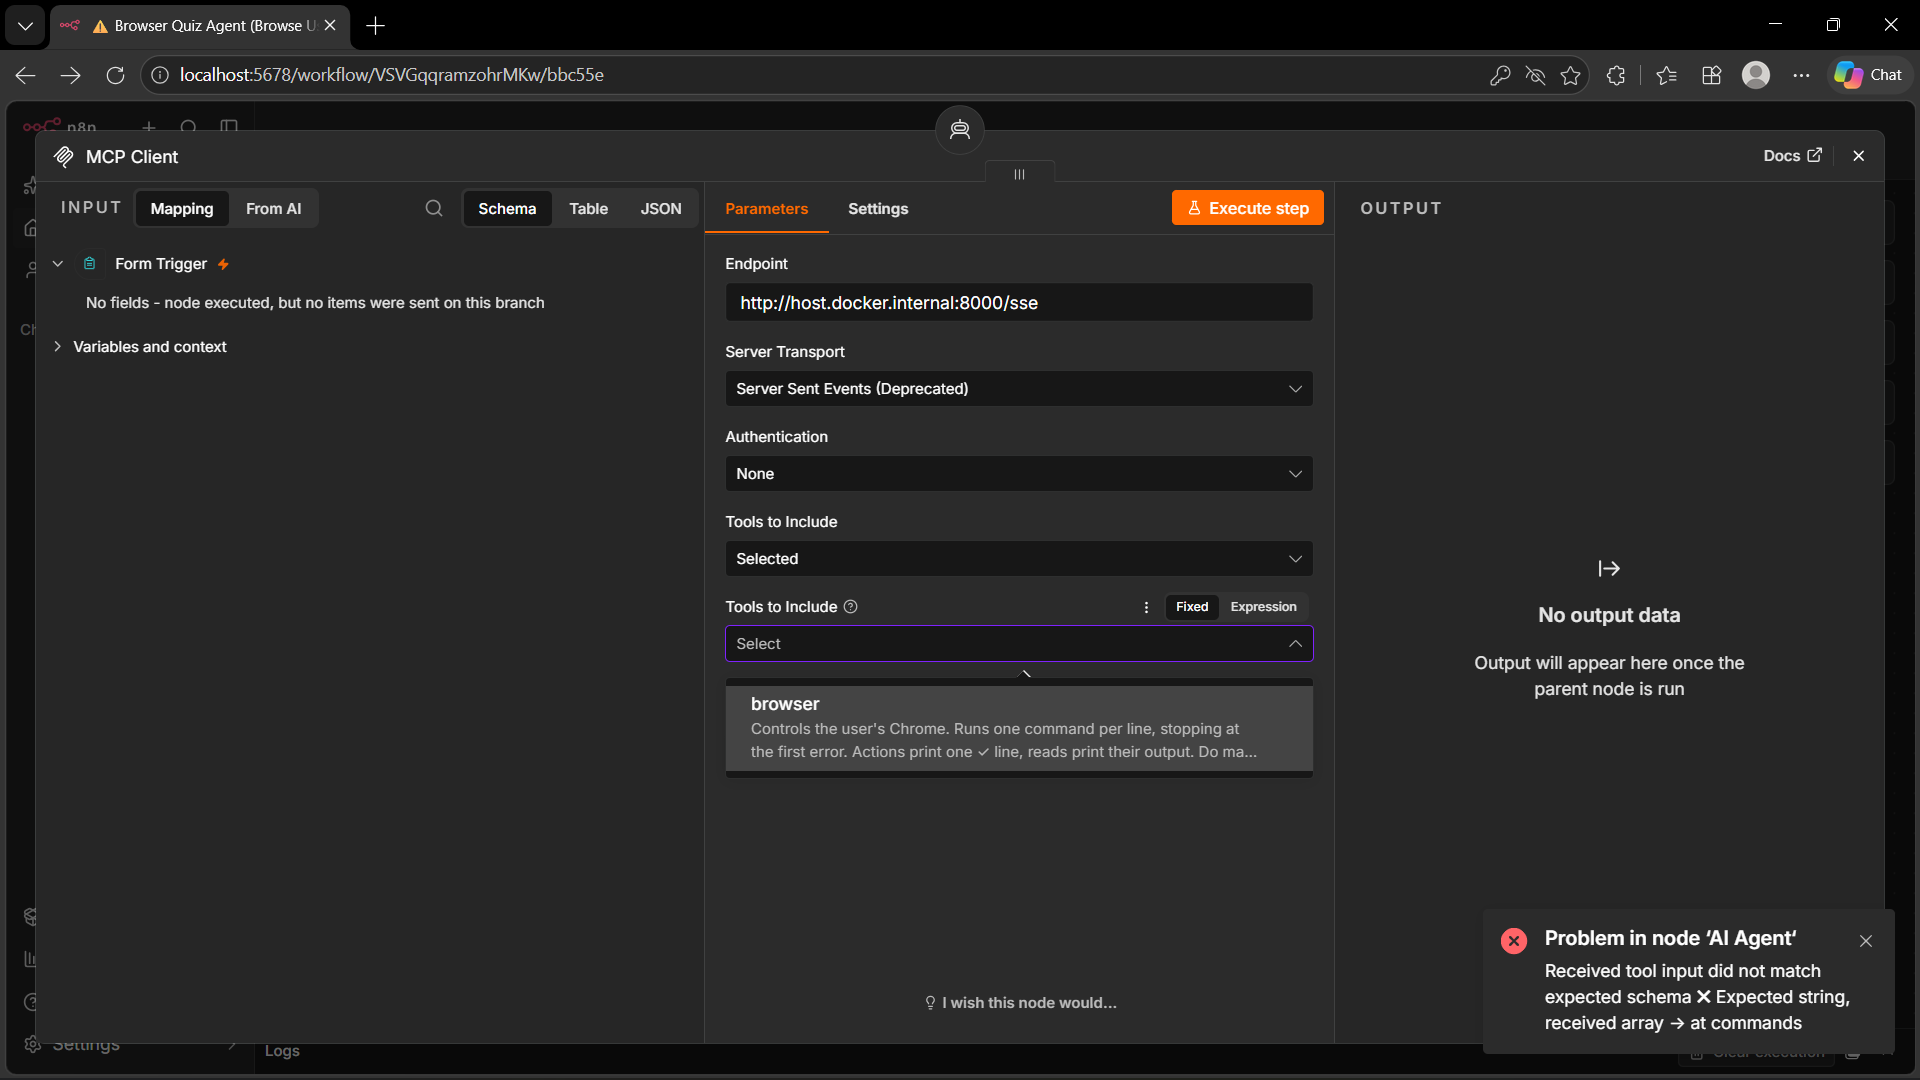 Browser Quiz Agent (Browse U
localhost:5678/workflow/VSVGqqramzohrMKw/bbc55e
Chat
n8n
MCP Client
Docs
INPUT
Mapping
From AI
Schema
Table
JSON
Parameters
Settings
Execute step
OUTPUT
Form Trigger
No fields - node executed, but no items were sent on this branch
Ch
Variables and context
Endpoint
http://host.docker.internal:8000/sse
Server Transport
Server Sent Events (Deprecated)
Authentication
None
Tools to Include
Selected
Tools to Include
Fixed
Expression
Select
browser
Controls the user's Chrome. Runs one command per line, stopping at
the first error. Actions print one ✓ line, reads print their output. Do ma...
No output data
Output will appear here once the
parent node is run
I wish this node would...
Problem in node ‘AI Agent‘
Received tool input did not match
expected schema ✖ Expected string,
received array → at commands
Settings
Logs
Clear execution